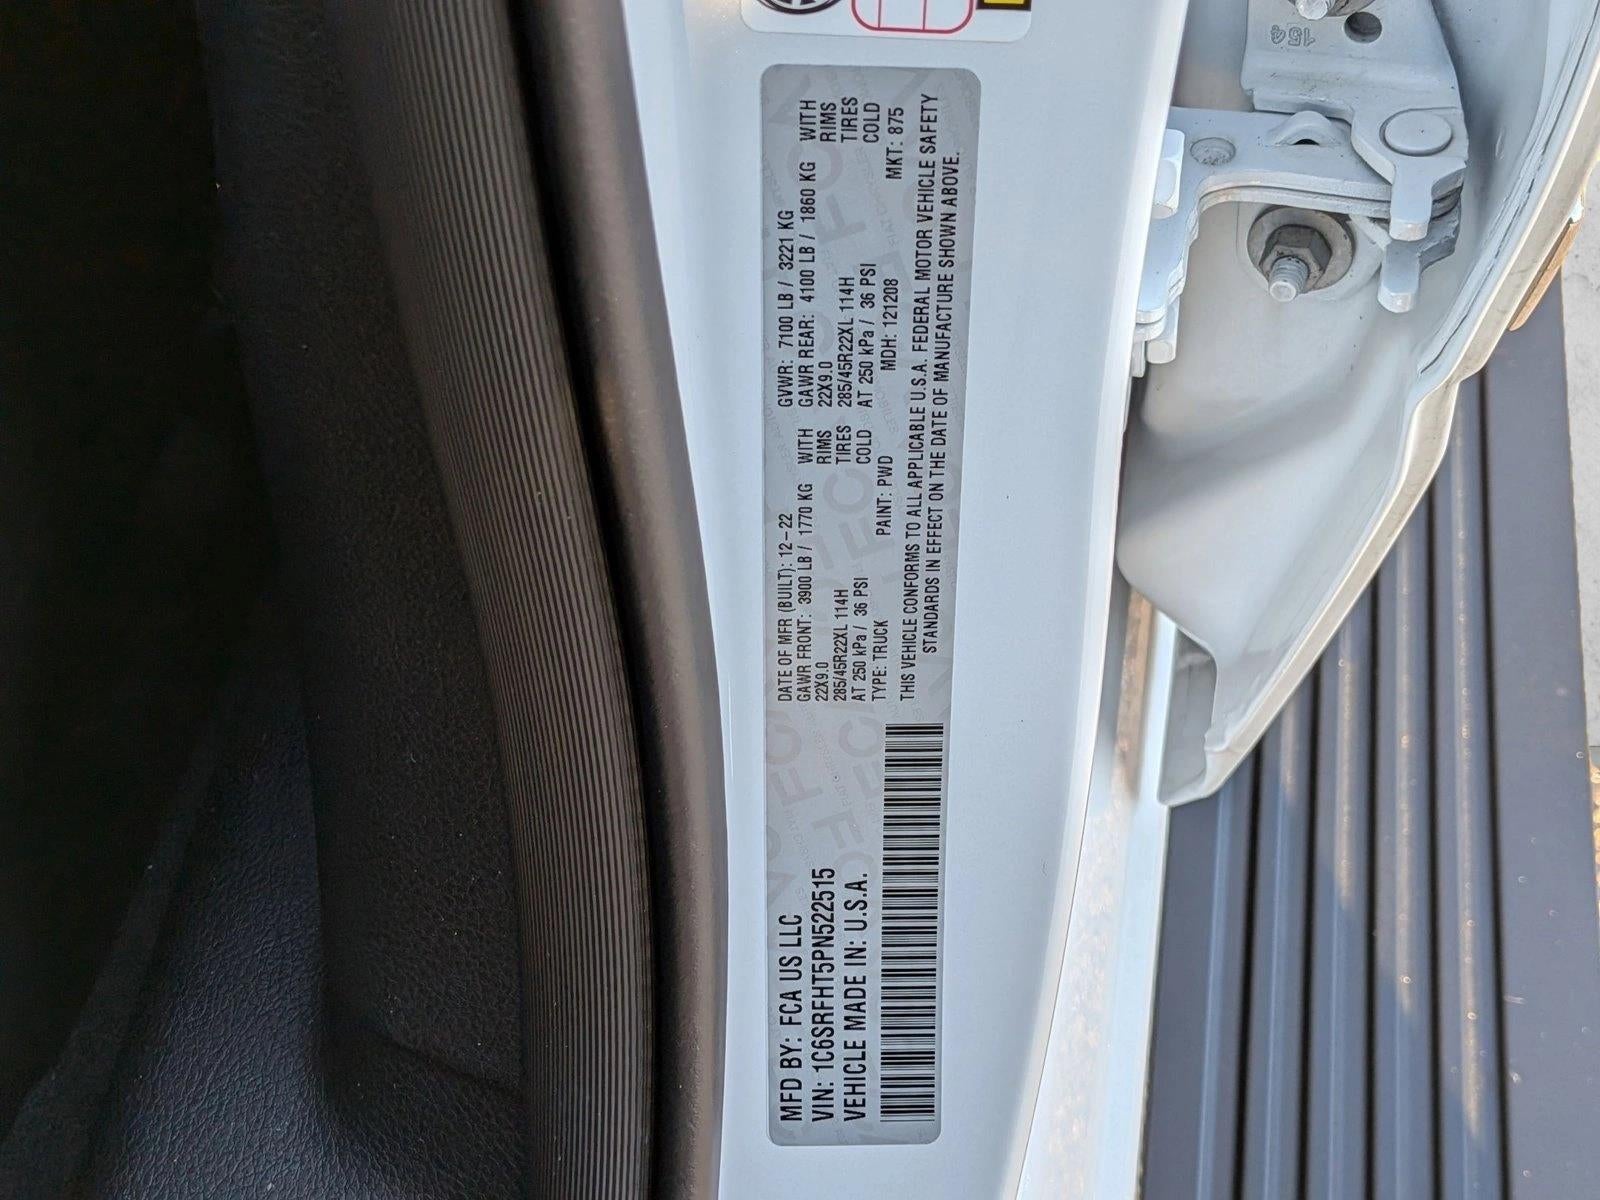 MFD BY: FCA US LLC
VIN: 1C6SRFHT5PN522515
VEHICLE MADE IN: U.S.A.
DATE OF MFR (BUILT): 12-22 GVWR: 7100 LB / 3221 KG
GAWR FRONT: 3900 LB / 1770 KG WITH GAWR REAR: 4100 LB / 1860 KG WITH
22X9.0 RIMS 22X9.0 RIMS
285/45R22XL 114H TIRES 285/45R22XL 114H TIRES
AT 250 kPa / 36 PSI COLD AT 250 kPa / 36 PSI COLD
TYPE: TRUCK PAINT: PWD MDH: 121208 MKT: 875
THIS VEHICLE CONFORMS TO ALL APPLICABLE U.S.A. FEDERAL MOTOR VEHICLE SAFETY
STANDARDS IN EFFECT ON THE DATE OF MANUFACTURE SHOWN ABOVE.